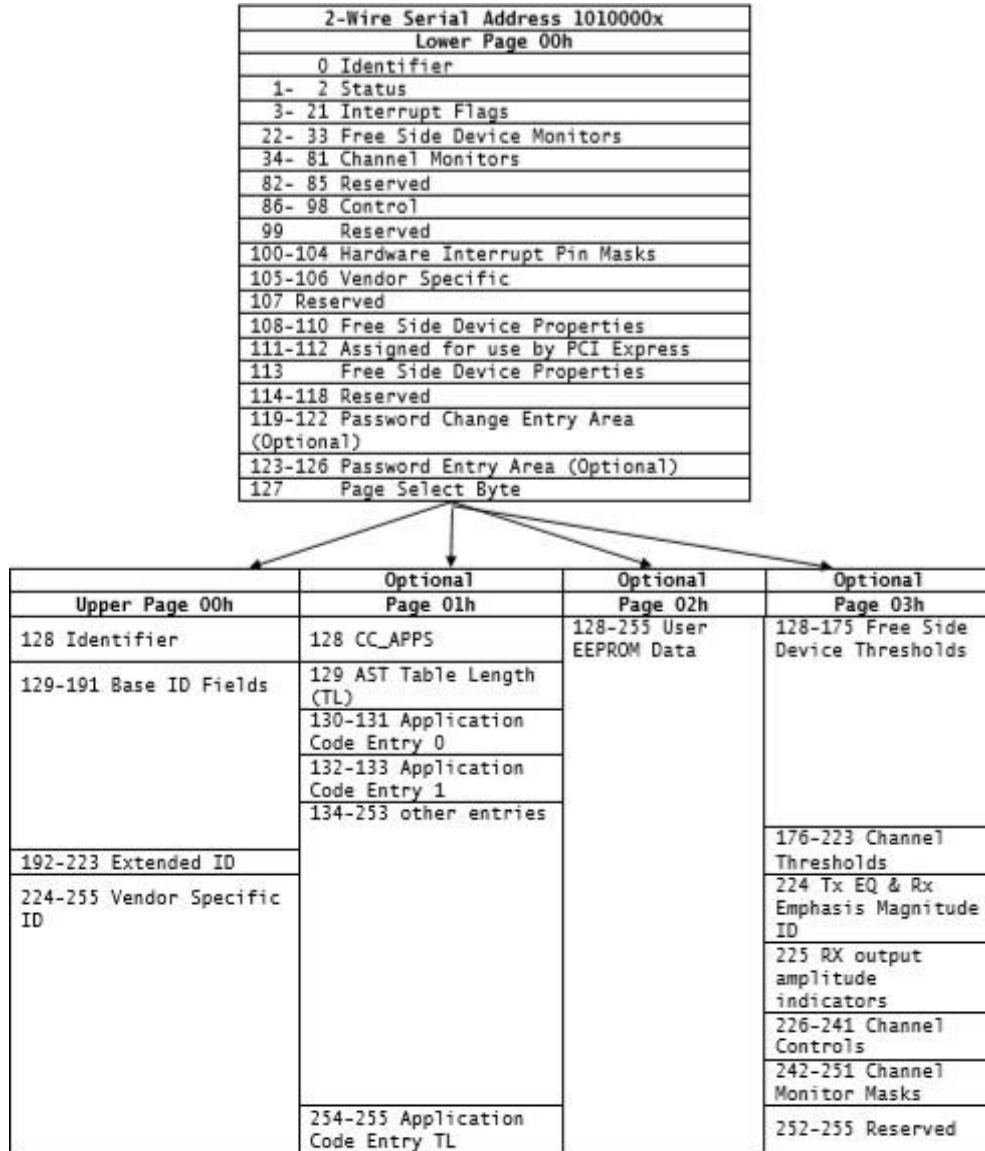 2-Wire Serial Address 1010000x
Lower Page 00h
0 Identifier
1- 2 Status
3- 21 Interrupt Flags
22- 33 Free Side Device Monitors
34- 81 Channel Monitors
82- 85 Reserved
86- 98 Control
99 Reserved
100-104 Hardware Interrupt Pin Masks
105-106 Vendor Specific
107 Reserved
108-110 Free Side Device Properties
111-112 Assigned for use by PCI Express
113 Free Side Device Properties
114-118 Reserved
119-122 Password Change Entry Area
(Optional)
123-126 Password Entry Area (Optional)
127 Page Select Byte
Upper Page 00h
128 Identifier
129-191 Base ID Fields
192-223 Extended ID
224-255 Vendor Specific
ID
Optional
Page 01h
128 CC_APPS
129 AST Table Length
(TL)
130-131 Application
Code Entry 0
132-133 Application
Code Entry 1
134-253 other entries
254-255 Application
Code Entry TL
Optional
Page 02h
128-255 User
EEPROM Data
Optional
Page 03h
128-175 Free Side
Device Thresholds
176-223 Channel
Thresholds
224 Tx EQ & Rx
Emphasis Magnitude
ID
225 RX output
amplitude
indicators
226-241 Channel
Controls
242-251 Channel
Monitor Masks
252-255 Reserved